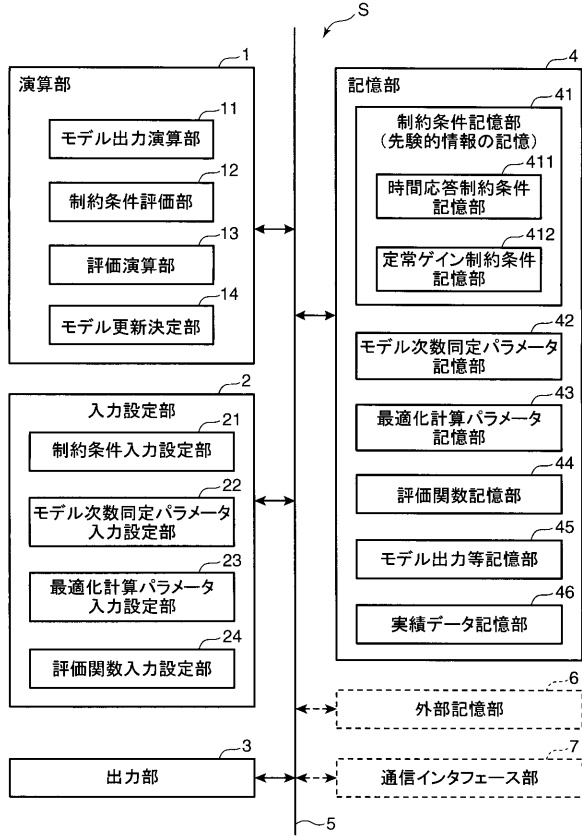 S
1
演算部
11
モデル出力演算部
12
制約条件評価部
13
評価演算部
14
モデル更新決定部
2
入力設定部
21
制約条件入力設定部
22
モデル次数同定パラメータ
入力設定部
23
最適化計算パラメータ
入力設定部
24
評価関数入力設定部
3
出力部
4
記憶部
41
制約条件記憶部
(先験的情報の記憶)
411
時間応答制約条件
記憶部
412
定常ゲイン制約条件
記憶部
42
モデル次数同定パラメータ
記憶部
43
最適化計算パラメータ
記憶部
44
評価関数記憶部
45
モデル出力等記憶部
46
実績データ記憶部
6
外部記憶部
7
通信インタフェース部
5